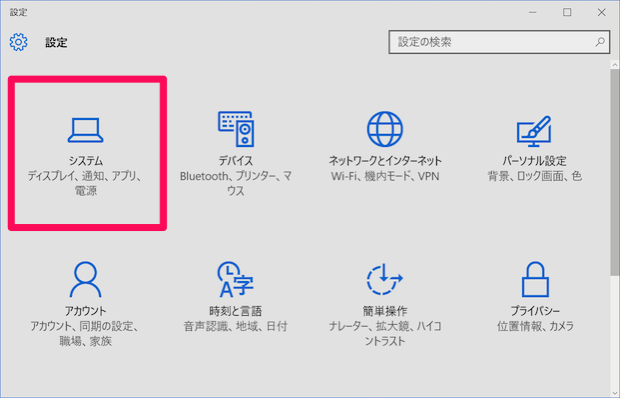 設定
設定
設定の検索
システム
ディスプレイ、通知、アプリ、
電源
デバイス
Bluetooth、プリンター、マ
ウス
ネットワークとインターネット
Wi-Fi、機内モード、VPN
パーソナル設定
背景、ロック画面、色
アカウント
アカウント、同期の設定、
職場、家族
時刻と言語
音声認識、地域、日付
簡単操作
ナレーター、拡大鏡、ハイコ
ントラスト
プライバシー
位置情報、カメラ